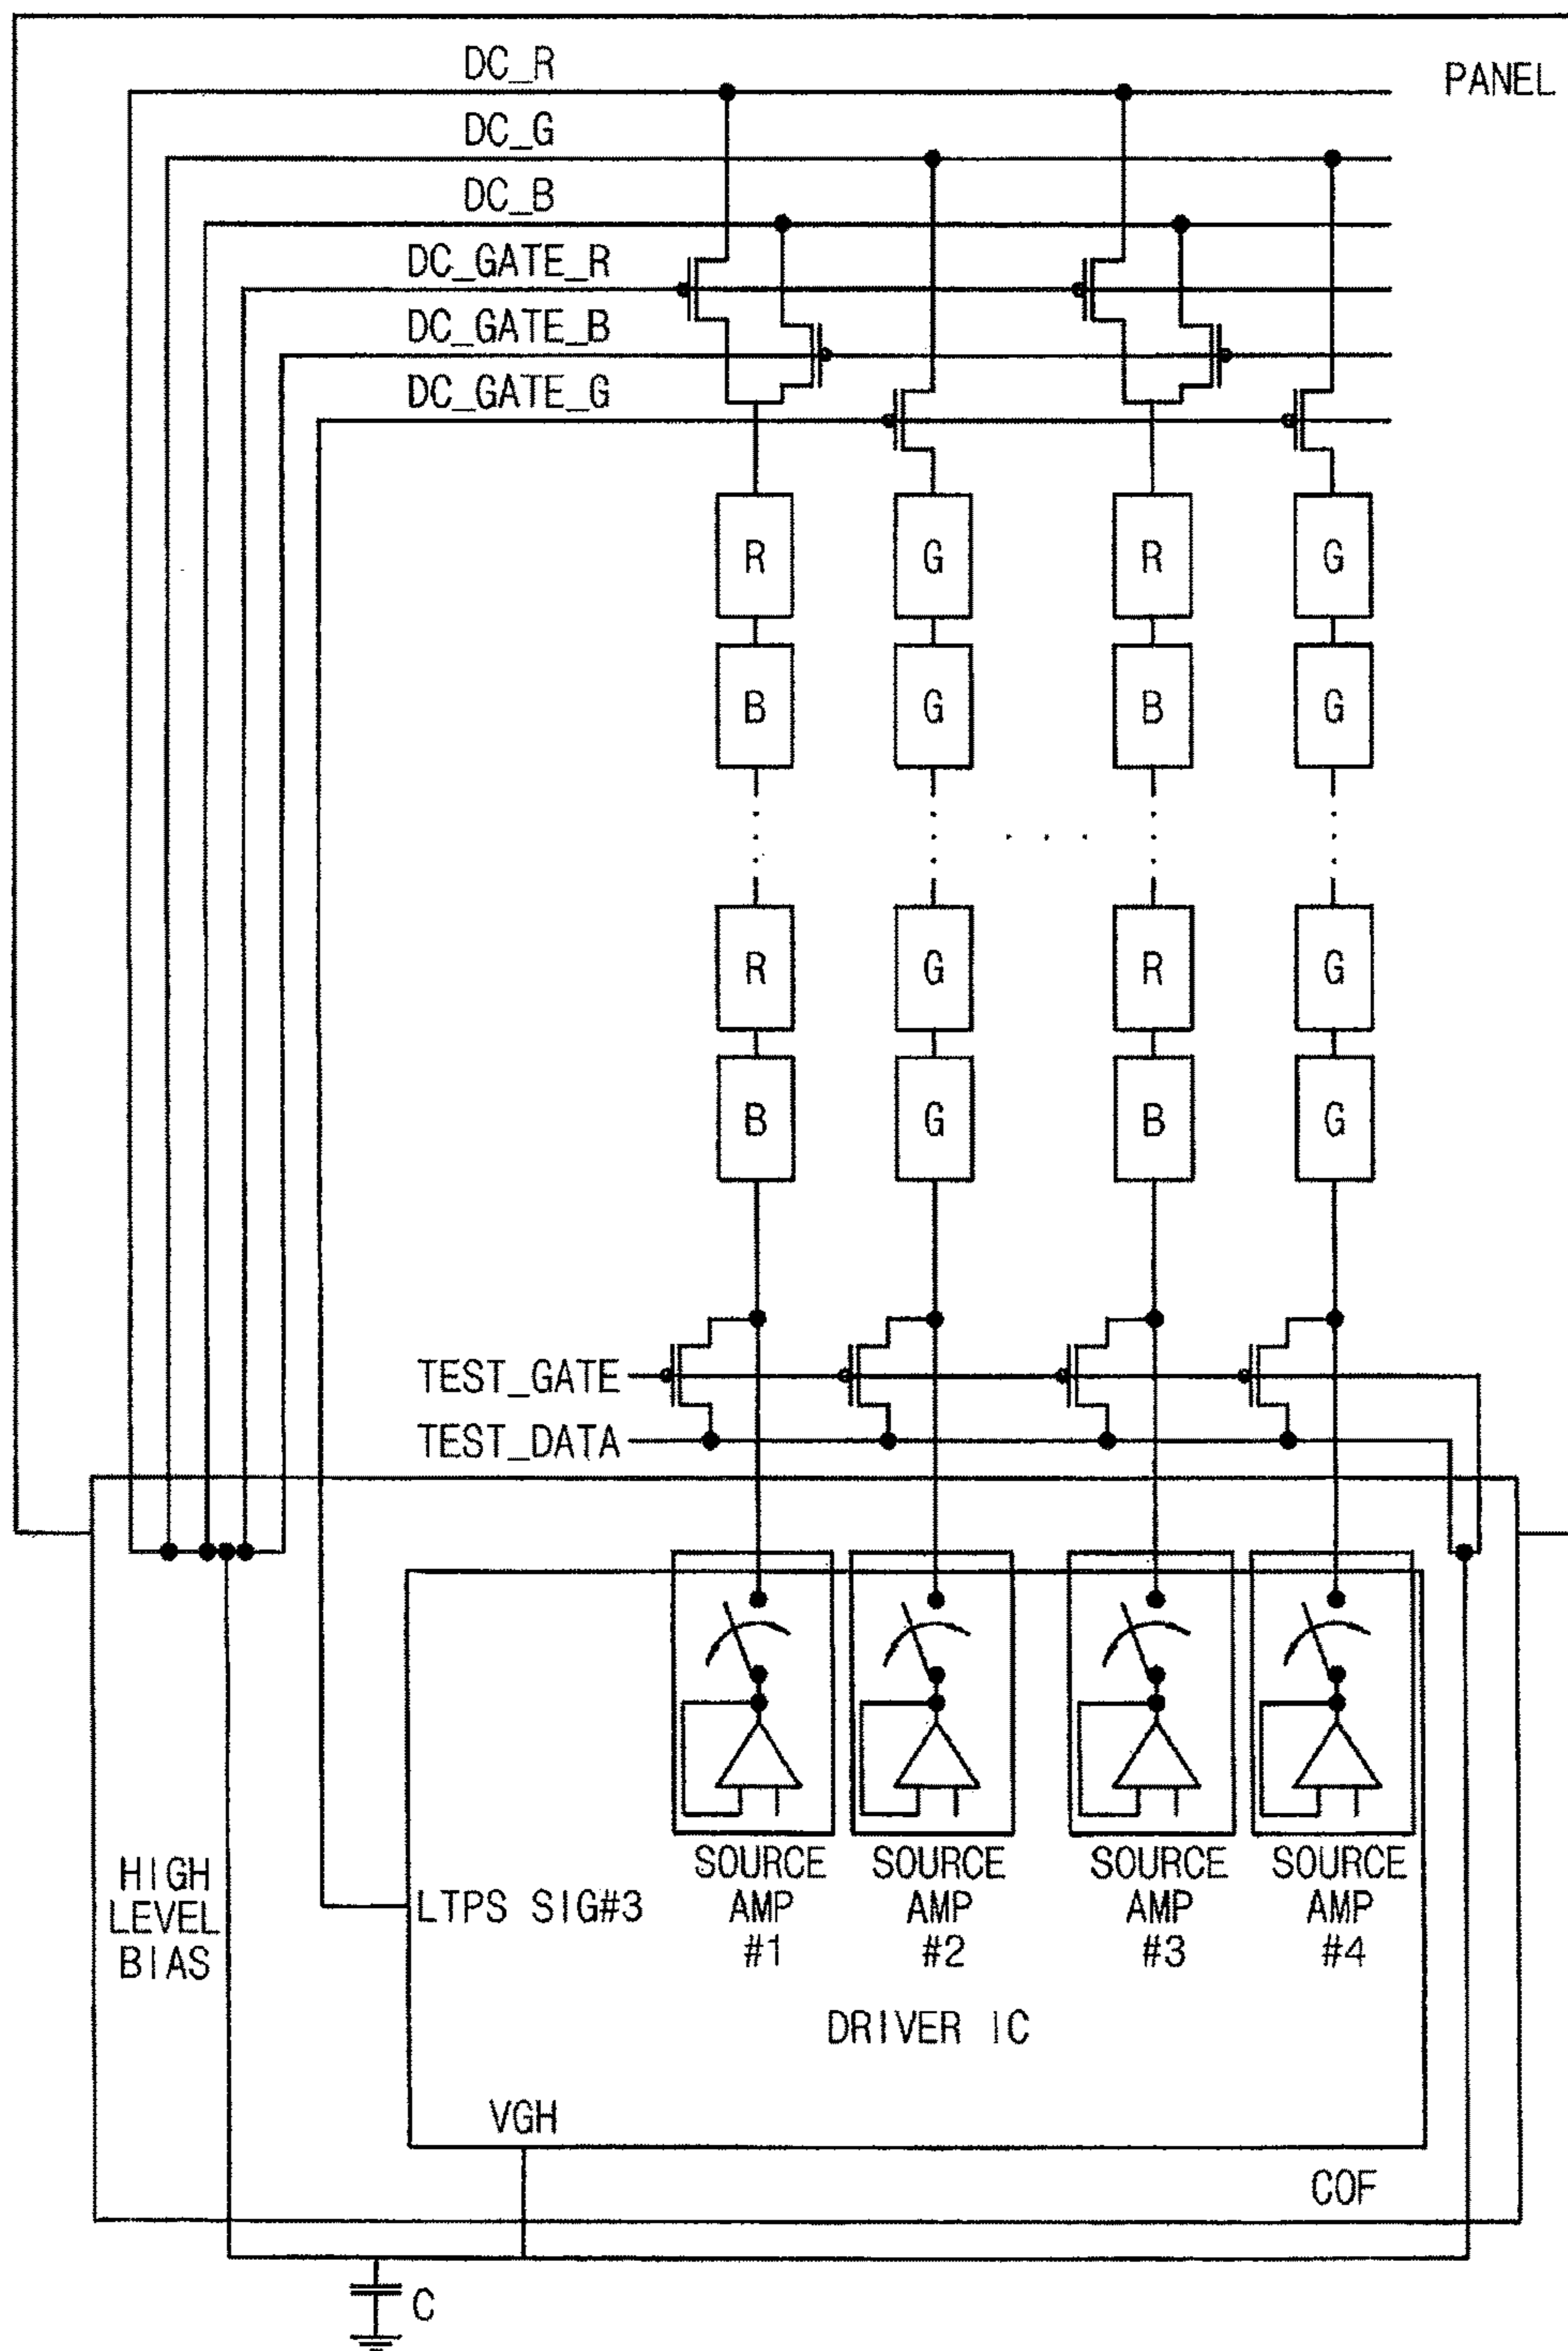 DC_R
PANEL
DC_G
DC_B
DC_GATE_R
DC_GATE_B
DC_GATE_G
R G R G
B G B G
R G R G
B G B G
TEST_GATE
TEST_DATA
HIGH
LEVEL
BIAS
LTPS SIG#3
SOURCE
AMP
#1
SOURCE
AMP
#2
SOURCE
AMP
#3
SOURCE
AMP
#4
DRIVER IC
VGH
COF
C